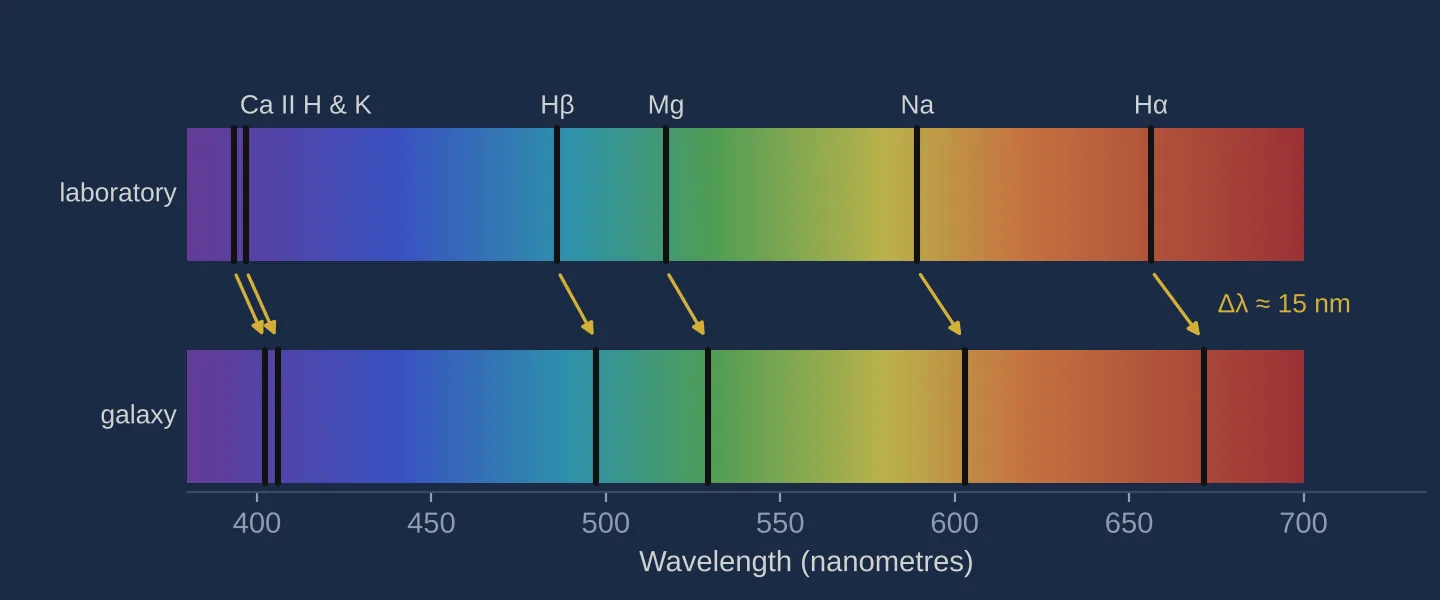 Ca II H & K Hβ Mg Na Hα
laboratory
Δλ ≈ 15 nm
galaxy
400 450 500 550 600 650 700
Wavelength (nanometres)